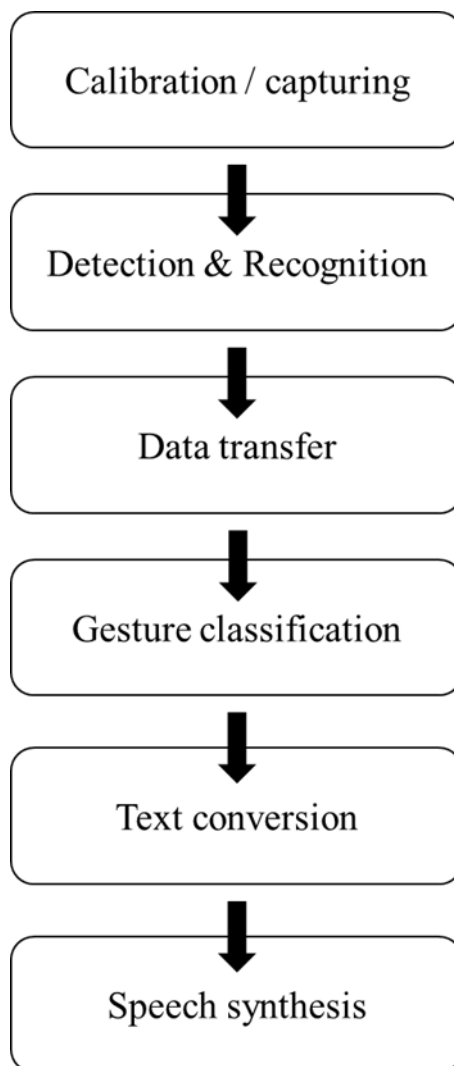 Calibration / capturing
Detection & Recognition
Data transfer
Gesture classification
Text conversion
Speech synthesis